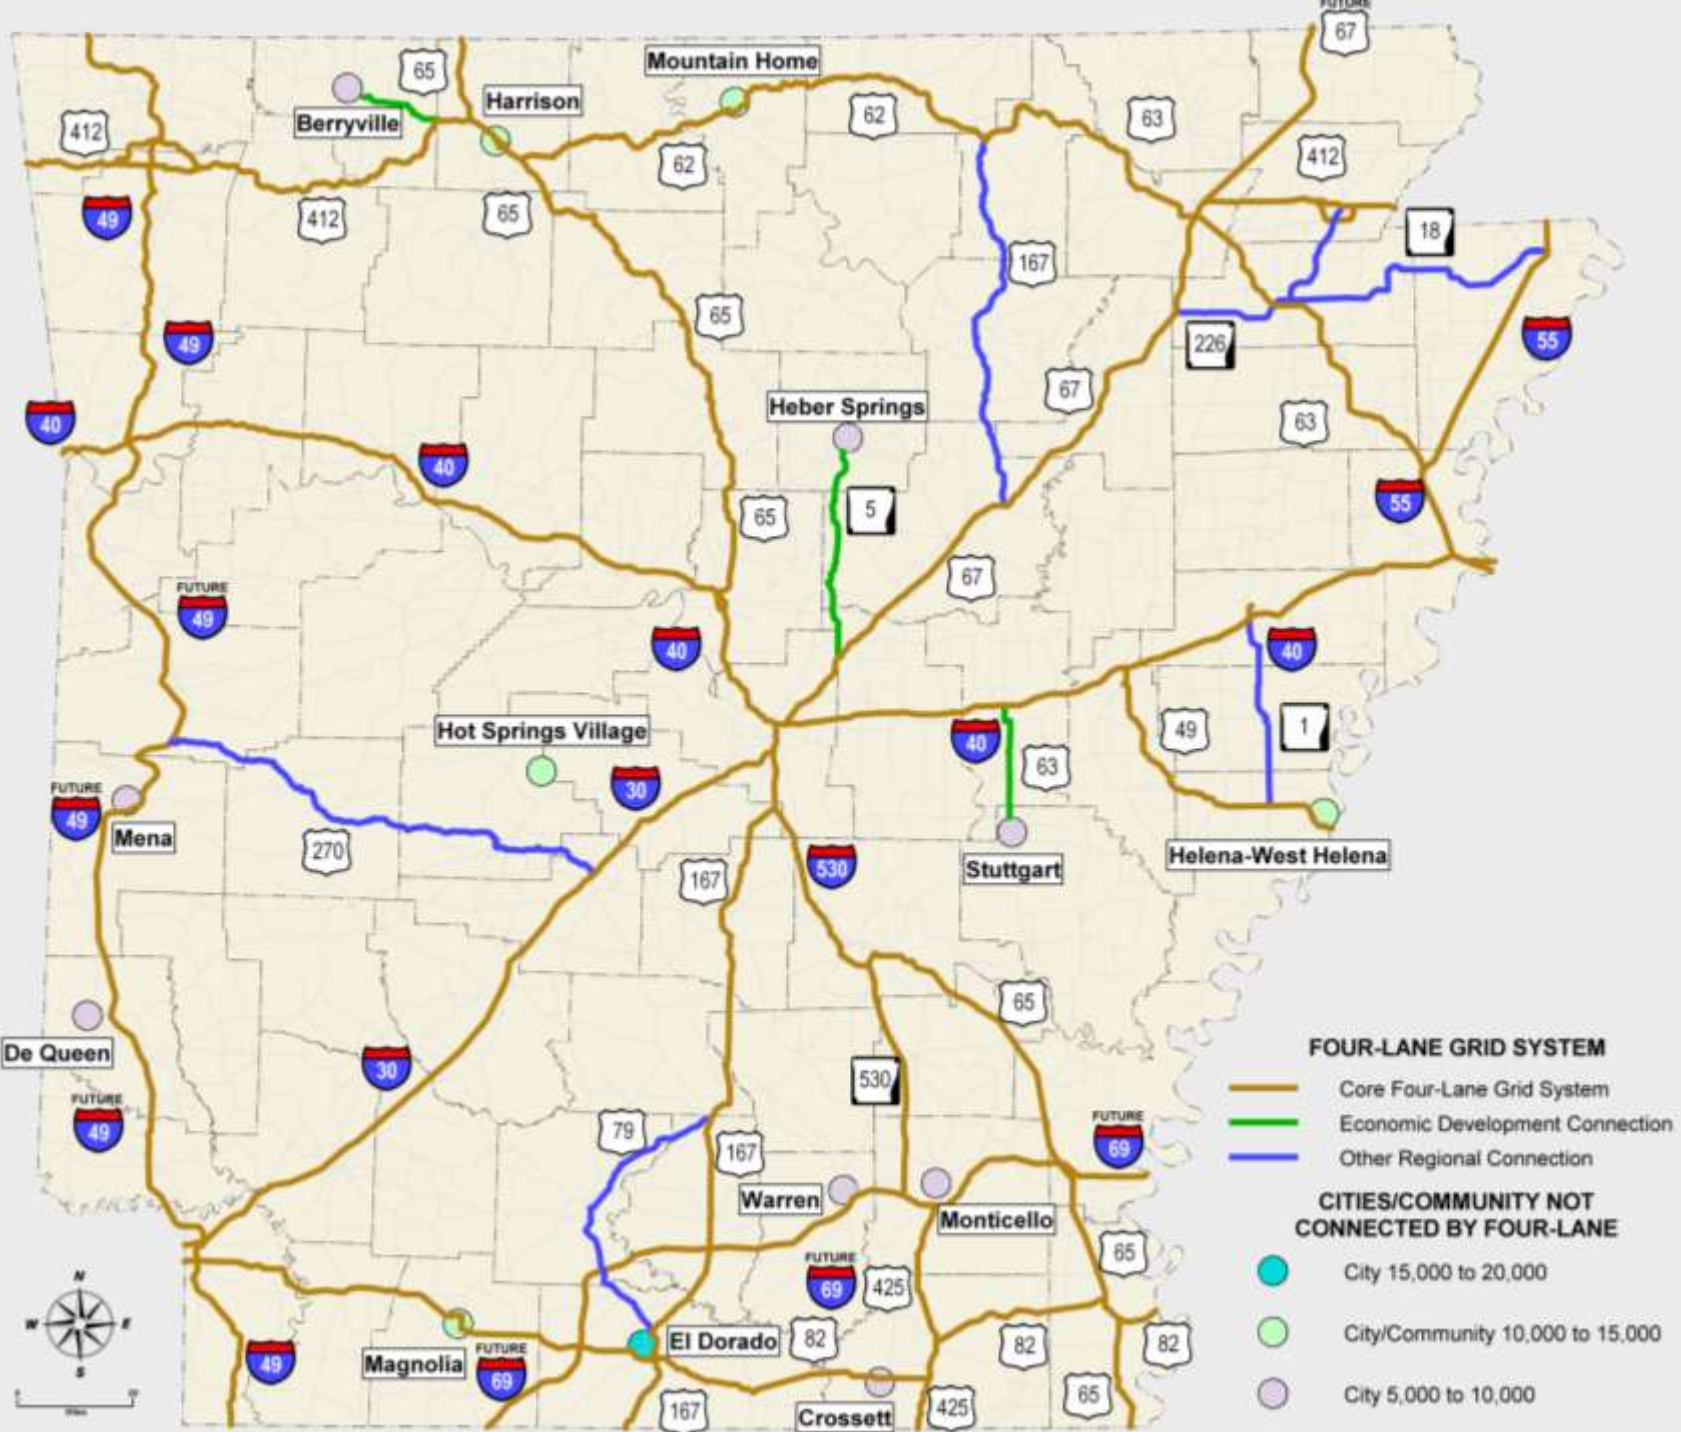 FUTURE
67
65
Mountain Home
Harrison
412
Berryville
62
63
62
412
49
412
65
167
18
65
49
226
55
67
40
Heber Springs
63
40
65
5
55
67
FUTURE
49
40
40
Hot Springs Village
49
1
40
30
63
FUTURE
49
Mena
270
167
530
Stuttgart
Helena-West Helena
65
De Queen
30
530
FUTURE
49
79
167
FUTURE
69
Warren
Monticello
65
FUTURE
69
425
N
W
E
S
Miles
49
Magnolia
FUTURE
69
El Dorado
82
82
82
167
Crossett
425
65
FOUR-LANE GRID SYSTEM
Core Four-Lane Grid System
Economic Development Connection
Other Regional Connection
CITIES/COMMUNITY NOT
CONNECTED BY FOUR-LANE
City 15,000 to 20,000
City/Community 10,000 to 15,000
City 5,000 to 10,000